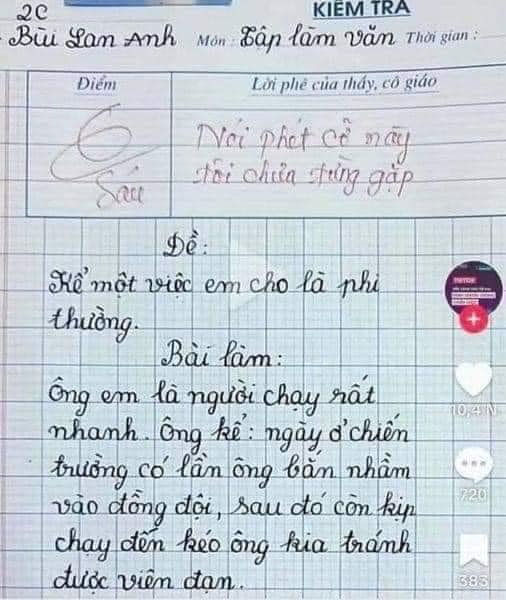 2C
KIỂM TRA
Bùi Lan Anh Môn : Tập làm văn Thời gian :
Điểm Lời phê của thầy, cô giáo
6
Sáu
Nói phét cỡ này
tôi chưa từng gặp
Đề:
Kể một việc em cho là phi
thường.
Bài làm:
Ông em là người chạy rất
nhanh. Ông kể: ngày ở chiến
trường có lần ông bắn nhầm
vào đồng đội, sau đó còn kịp
chạy đến kéo ông kia tránh
được viên đạn.
TIKTOK
10,4 N
720
383